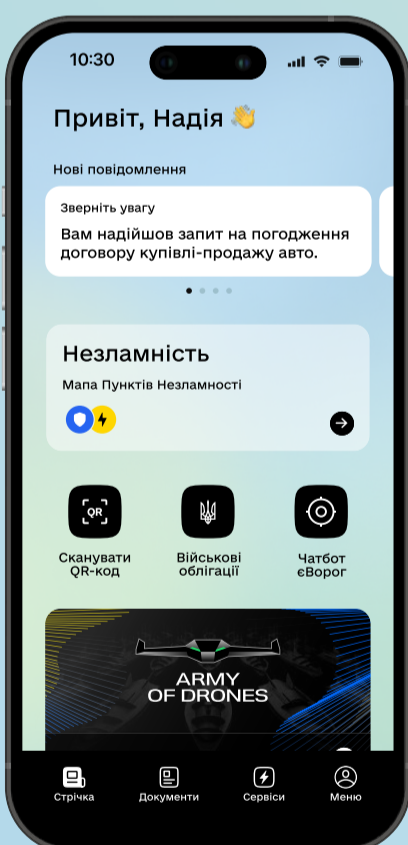 10:30
Привіт, Надія 👋
Нові повідомлення
Зверніть увагу
Вам надійшов запит на погодження
договору купівлі-продажу авто.
Незламність
Мапа Пунктів Незламності
QR
Сканувати
QR-код
Військові
облігації
Чатбот
єВорог
ARMY
OF DRONES
Стрічка
Документи
Сервіси
Меню